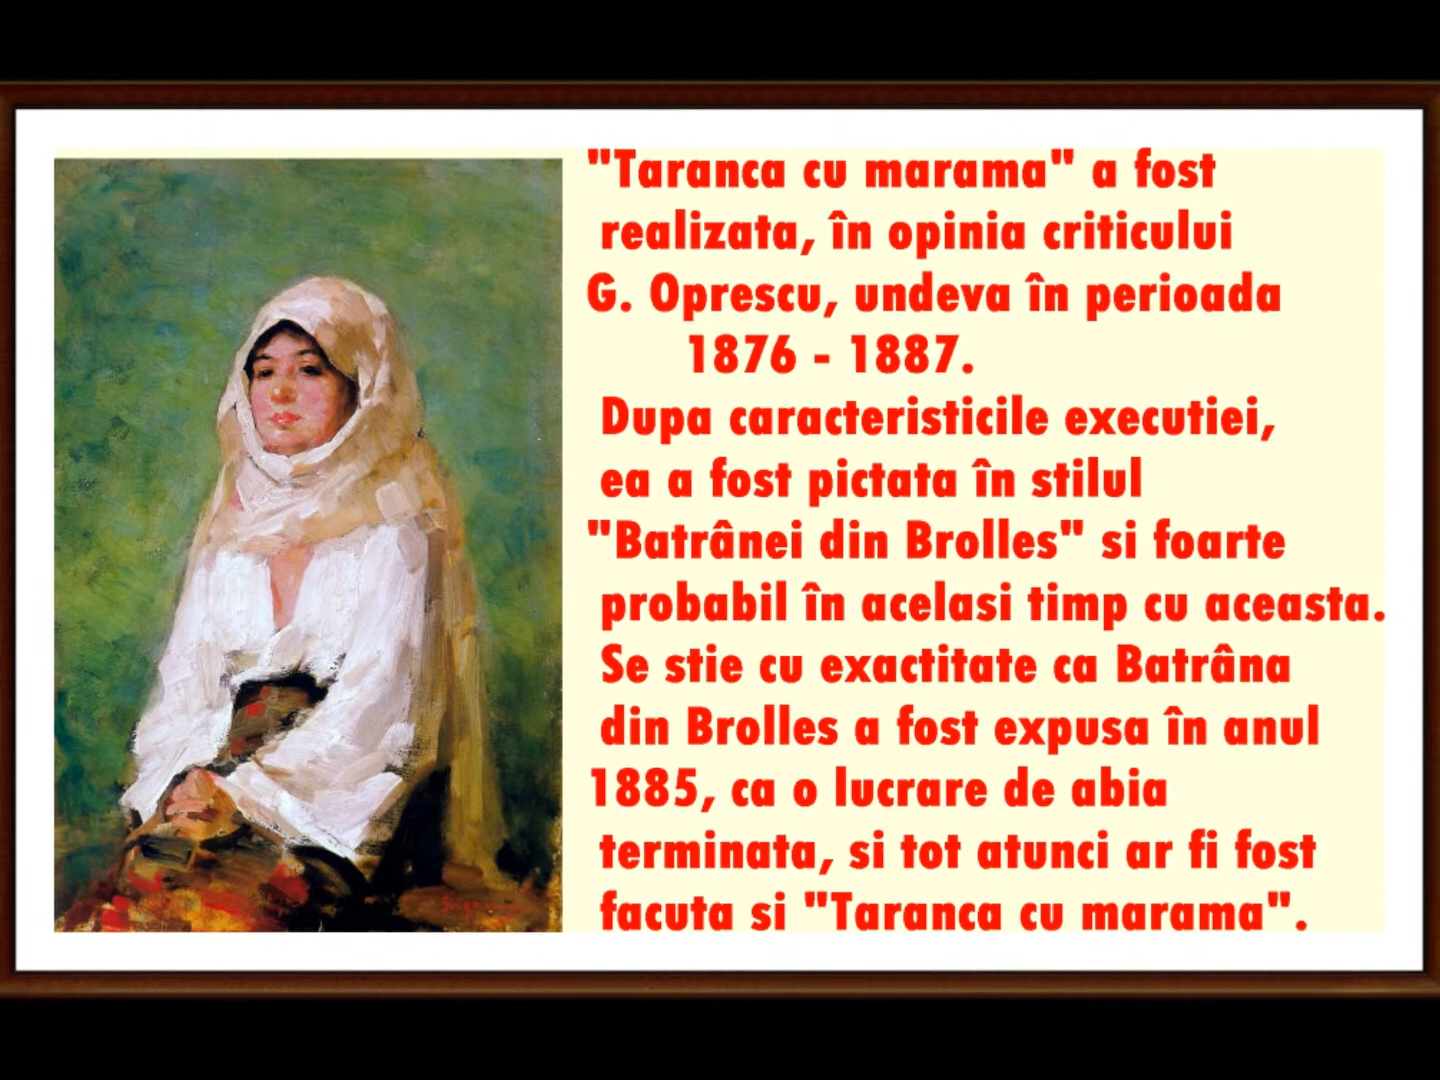 "Taranca cu marama" a fost
realizata, în opinia criticului
G. Oprescu, undeva în perioada
1876 - 1887.
Dupa caracteristicile executiei,
ea a fost pictata în stilul
"Batrânei din Brolles" si foarte
probabil în acelasi timp cu aceasta.
Se stie cu exactitate ca Batrâna
din Brolles a fost expusa în anul
1885, ca o lucrare de abia
terminata, si tot atunci ar fi fost
facuta si "Taranca cu marama".